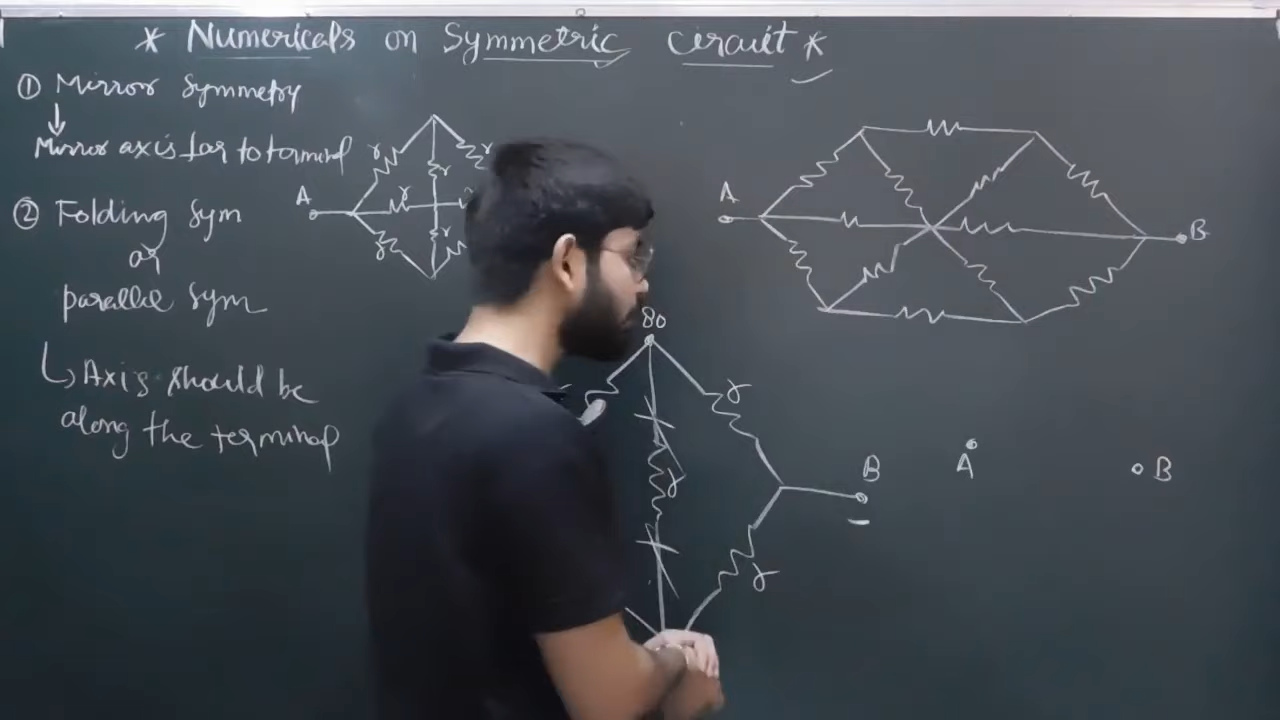 * Numericals on Symmetric circuit *
① Mirror Symmetry
Mirror axis far to terminal
② Folding Sym
or
parallel sym
Axis should be
along the terminal
A
r
r
r
r
r
r
A
B
80
r
r
r
B
A
B